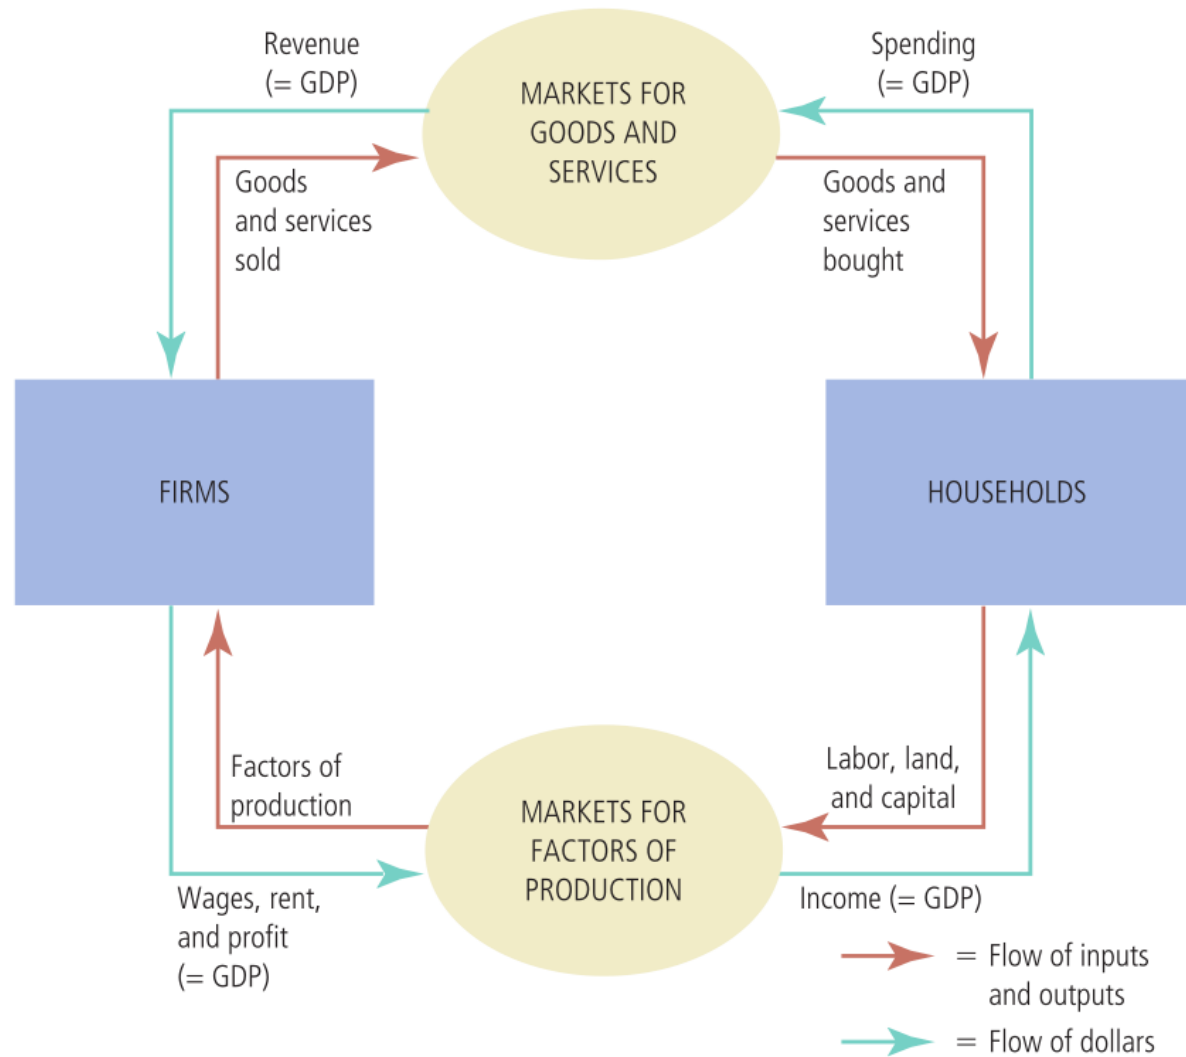 Revenue
(= GDP)
Spending
(= GDP)
MARKETS FOR
GOODS AND
SERVICES
Goods
and services
sold
Goods and
services
bought
FIRMS
HOUSEHOLDS
Factors of
production
Labor, land,
and capital
MARKETS FOR
FACTORS OF
PRODUCTION
Wages, rent,
and profit
(= GDP)
Income (= GDP)
= Flow of inputs
and outputs
= Flow of dollars